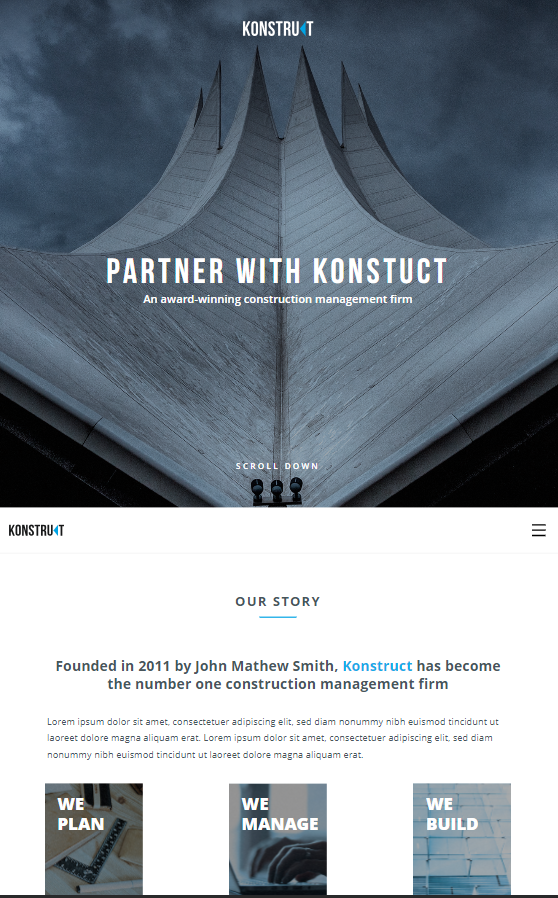 KONSTRUKT
PARTNER WITH KONSTUCT
An award-winning construction management firm
SCROLL DOWN
KONSTRUKT
OUR STORY
Founded in 2011 by John Mathew Smith, Konstruct has become
the number one construction management firm
Lorem ipsum dolor sit amet, consectetuer adipiscing elit, sed diam nonummy nibh euismod tincidunt ut
laoreet dolore magna aliquam erat. Lorem ipsum dolor sit amet, consectetuer adipiscing elit, sed diam
nonummy nibh euismod tincidunt ut laoreet dolore magna aliquam erat.
WE
PLAN
WE
MANAGE
WE
BUILD